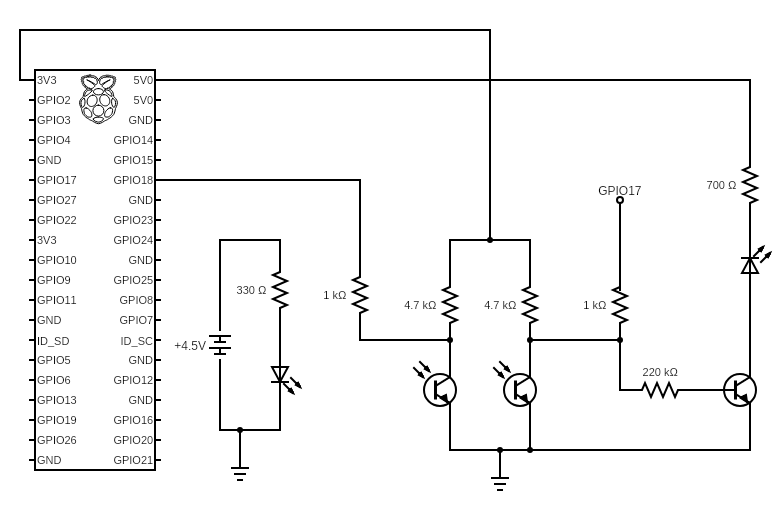 3V3 5V0
GPIO2 5V0
GPIO3 GND
GPIO4 GPIO14
GND GPIO15
GPIO17 GPIO18
GPIO27 GND
GPIO22 GPIO23
3V3 GPIO24
GPIO10 GND
GPIO9 GPIO25
GPIO11 GPIO8
GND GPIO7
ID_SD ID_SC
GPIO5 GND
GPIO6 GPIO12
GPIO13 GND
GPIO19 GPIO16
GPIO26 GPIO20
GND GPIO21
+4.5V
330 Ω
1 kΩ
4.7 kΩ
4.7 kΩ
GPIO17
1 kΩ
220 kΩ
700 Ω